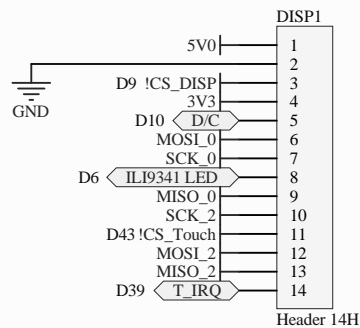 DISP1
5V0 1
2
GND
D9 !CS_DISP 3
3V3 4
D10 D/C 5
MOSI_0 6
SCK_0 7
D6 ILI9341 LED 8
MISO_0 9
SCK_2 10
D43 !CS_Touch 11
MOSI_2 12
MISO_2 13
D39 T_IRQ 14
Header 14H